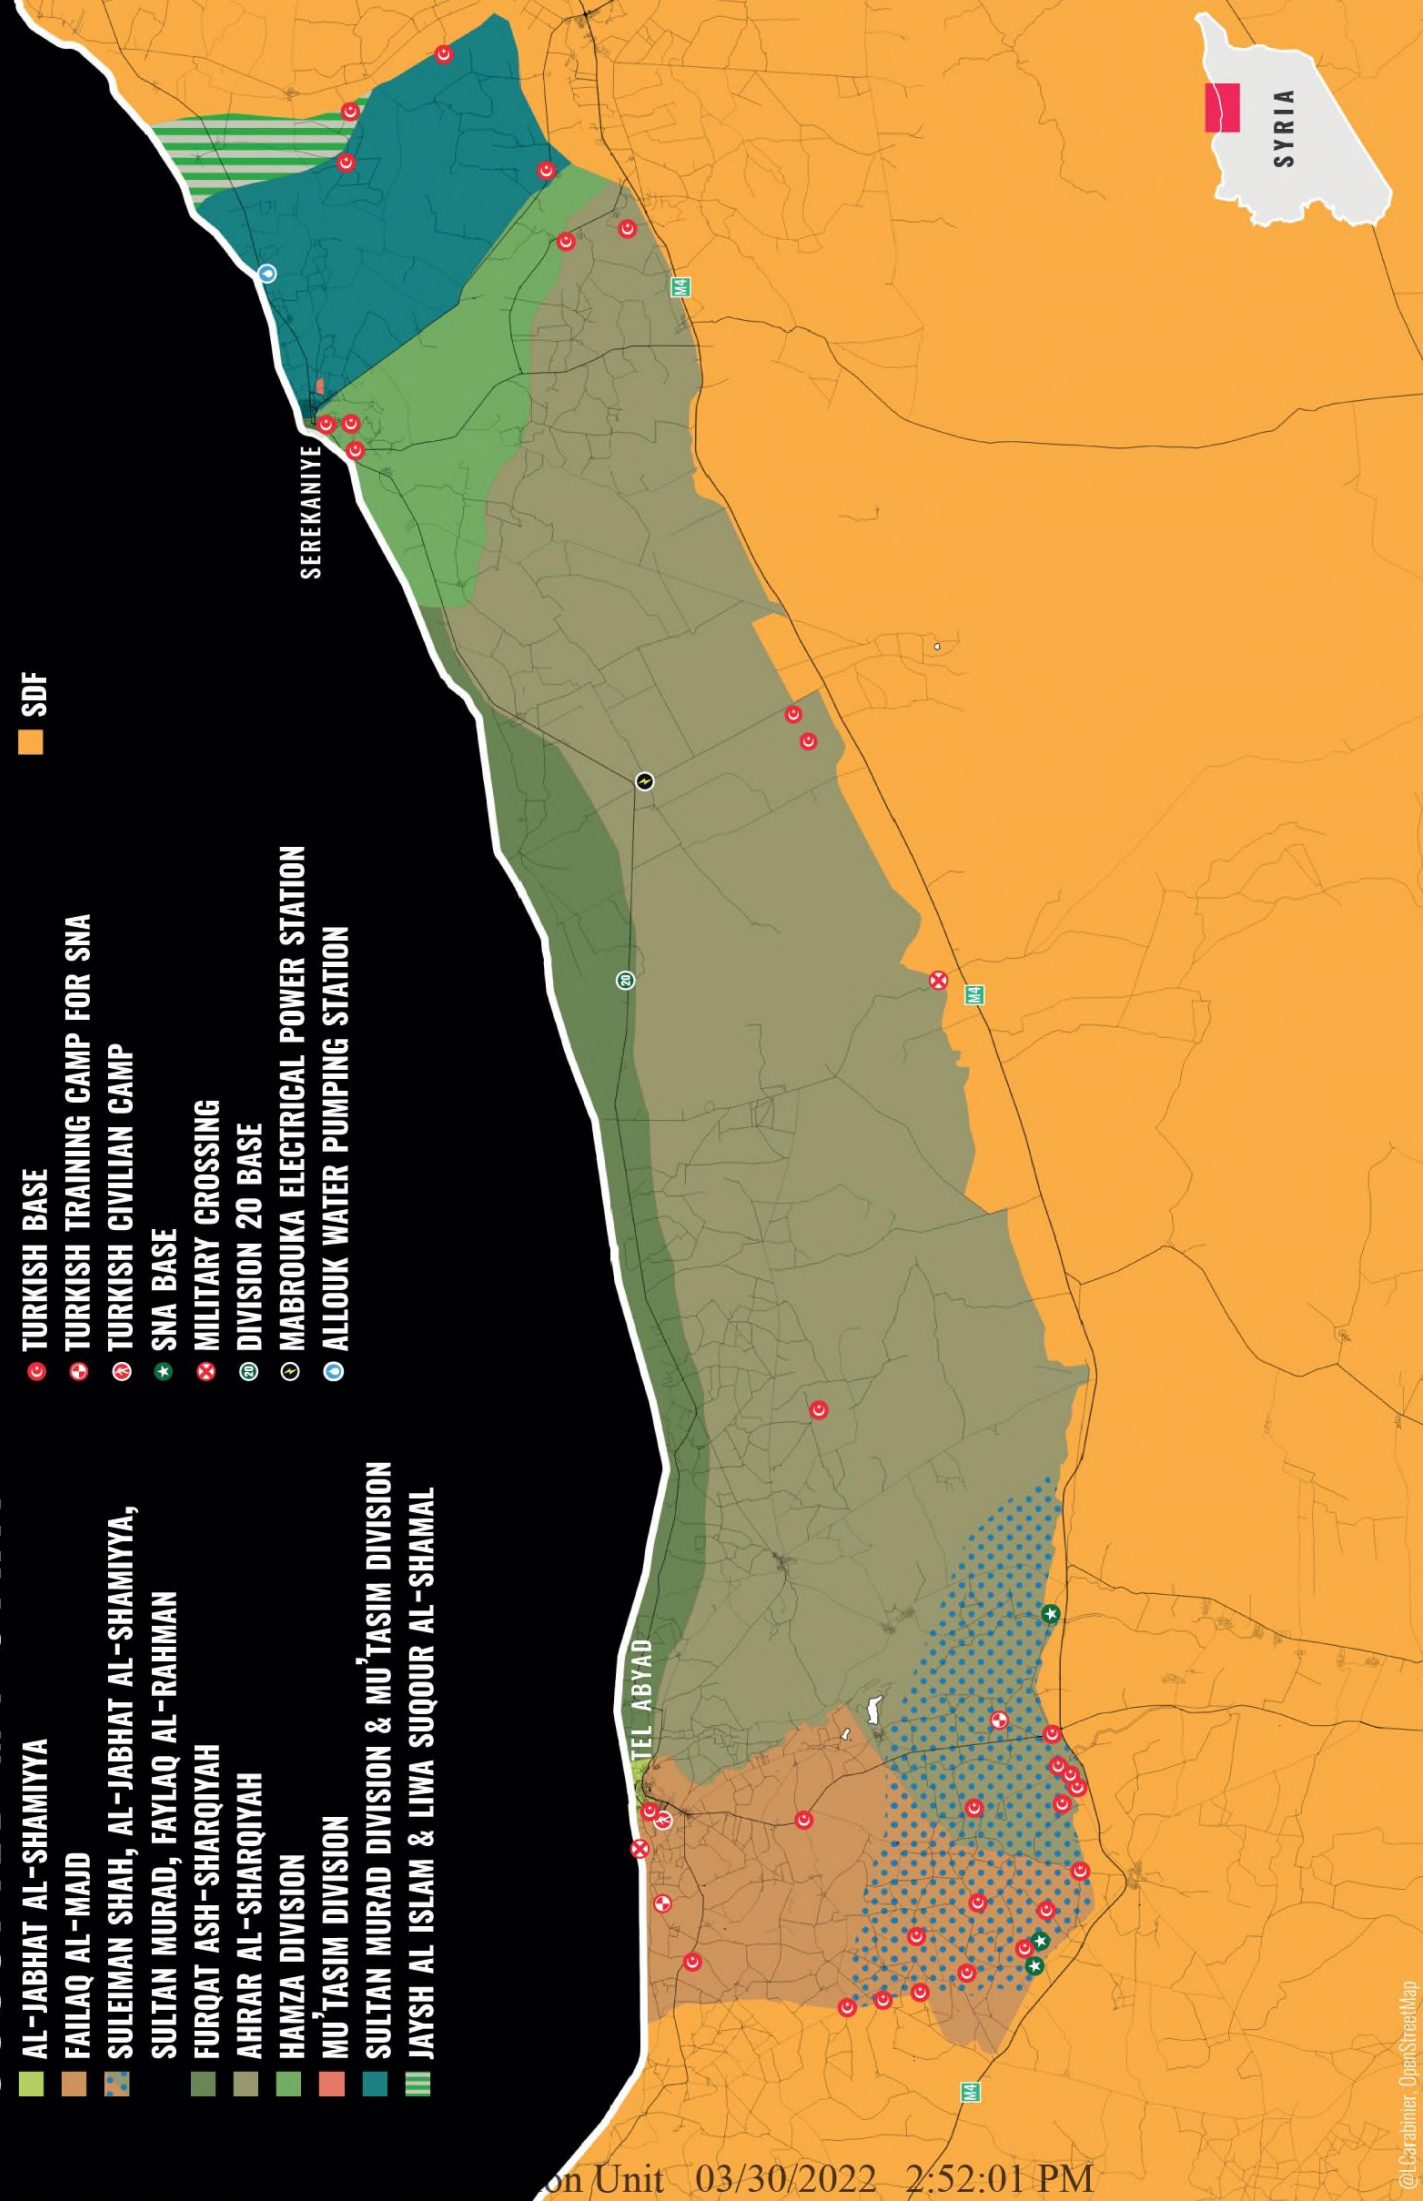 AL-JABHAT AL-SHAMIYYA
FAILAQ AL-MAJD
SULEIMAN SHAH, AL-JABHAT AL-SHAMIYYA,
SULTAN MURAD, FAYLAQ AL-RAHMAN
FURQAT ASH-SHARQIYAH
AHRAR AL-SHARQIYAH
HAMZA DIVISION
MU'TASIM DIVISION
SULTAN MURAD DIVISION & MU'TASIM DIVISION
JAYSH AL ISLAM & LIWA SUQOUR AL-SHAMAL
TURKISH BASE
TURKISH TRAINING CAMP FOR SNA
TURKISH CIVILIAN CAMP
SNA BASE
MILITARY CROSSING
20 DIVISION 20 BASE
MABROUKA ELECTRICAL POWER STATION
ALLOUK WATER PUMPING STATION
SDF
SEREKANIYE
TEL ABYAD
20
M4
M4
M4
SYRIA
@LCarabinier, OpenStreetMap
Unit 03/30/2022 2:52:01 PM